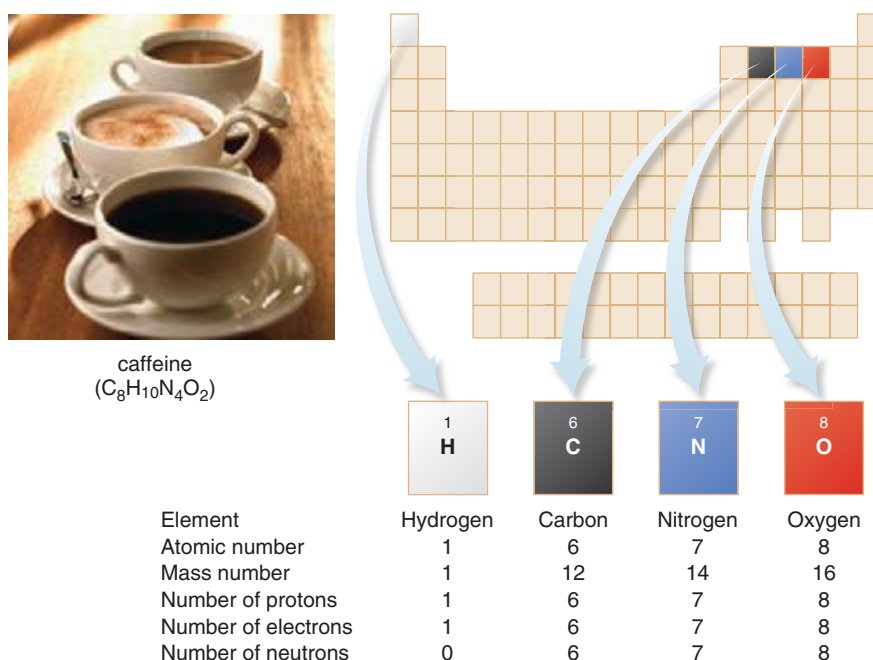 caffeine
(C₈H₁₀N₄O₂)
1 6 7 8
H C N O
Element Hydrogen Carbon Nitrogen Oxygen
Atomic number 1 6 7 8
Mass number 1 12 14 16
Number of protons 1 6 7 8
Number of electrons 1 6 7 8
Number of neutrons 0 6 7 8